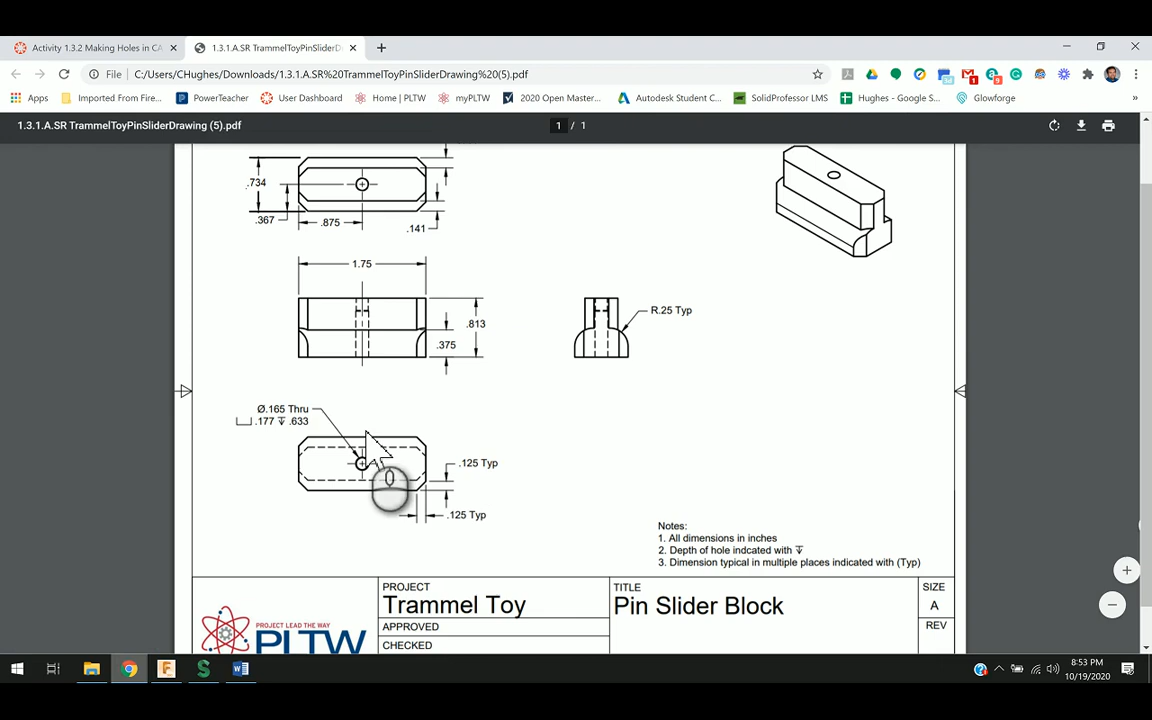 Activity 1.3.2 Making Holes in CA
1.3.1.A.SR TrammelToyPinSliderD
File
C:/Users/CHughes/Downloads/1.3.1.A.SR%20TrammelToyPinSliderDrawing%20(5).pdf
Apps
Imported From Fire...
PowerTeacher
User Dashboard
Home | PLTW
myPLTW
2020 Open Master...
Autodesk Student C...
SolidProfessor LMS
Hughes - Google S...
Glowforge
»
1.3.1.A.SR TrammelToyPinSliderDrawing (5).pdf
1 / 1
.734
.367
.875
.141
1.75
.813
.375
R.25 Typ
Ø.165 Thru
⌴ .177 ↧ .633
.125 Typ
.125 Typ
Notes:
1. All dimensions in inches
2. Depth of hole indcated with ↧
3. Dimension typical in multiple places indicated with (Typ)
PROJECT
Trammel Toy
TITLE
Pin Slider Block
SIZE
A
APPROVED
REV
CHECKED
PROJECT LEAD THE WAY
PLTW
8:53 PM
10/19/2020